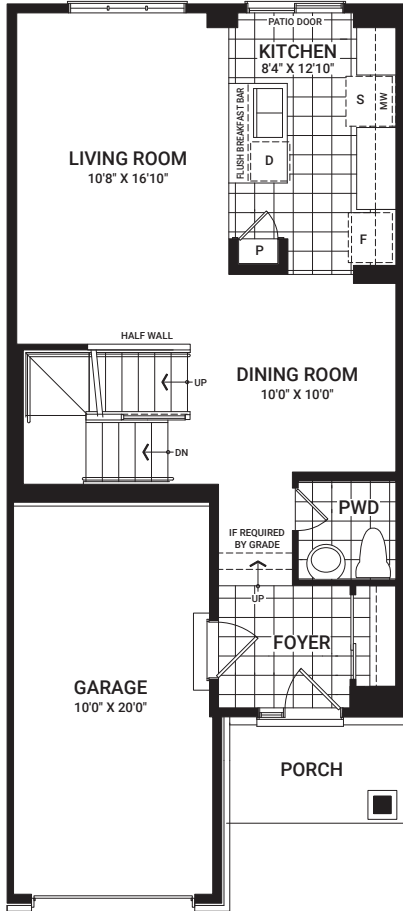 PATIO DOOR
KITCHEN
8'4" X 12'10"
S
MW
FLUSH BREAKFAST BAR
D
LIVING ROOM
10'8" X 16'10"
F
P
HALF WALL
UP
DINING ROOM
10'0" X 10'0"
DN
PWD
IF REQUIRED
BY GRADE
UP
FOYER
GARAGE
10'0" X 20'0"
PORCH